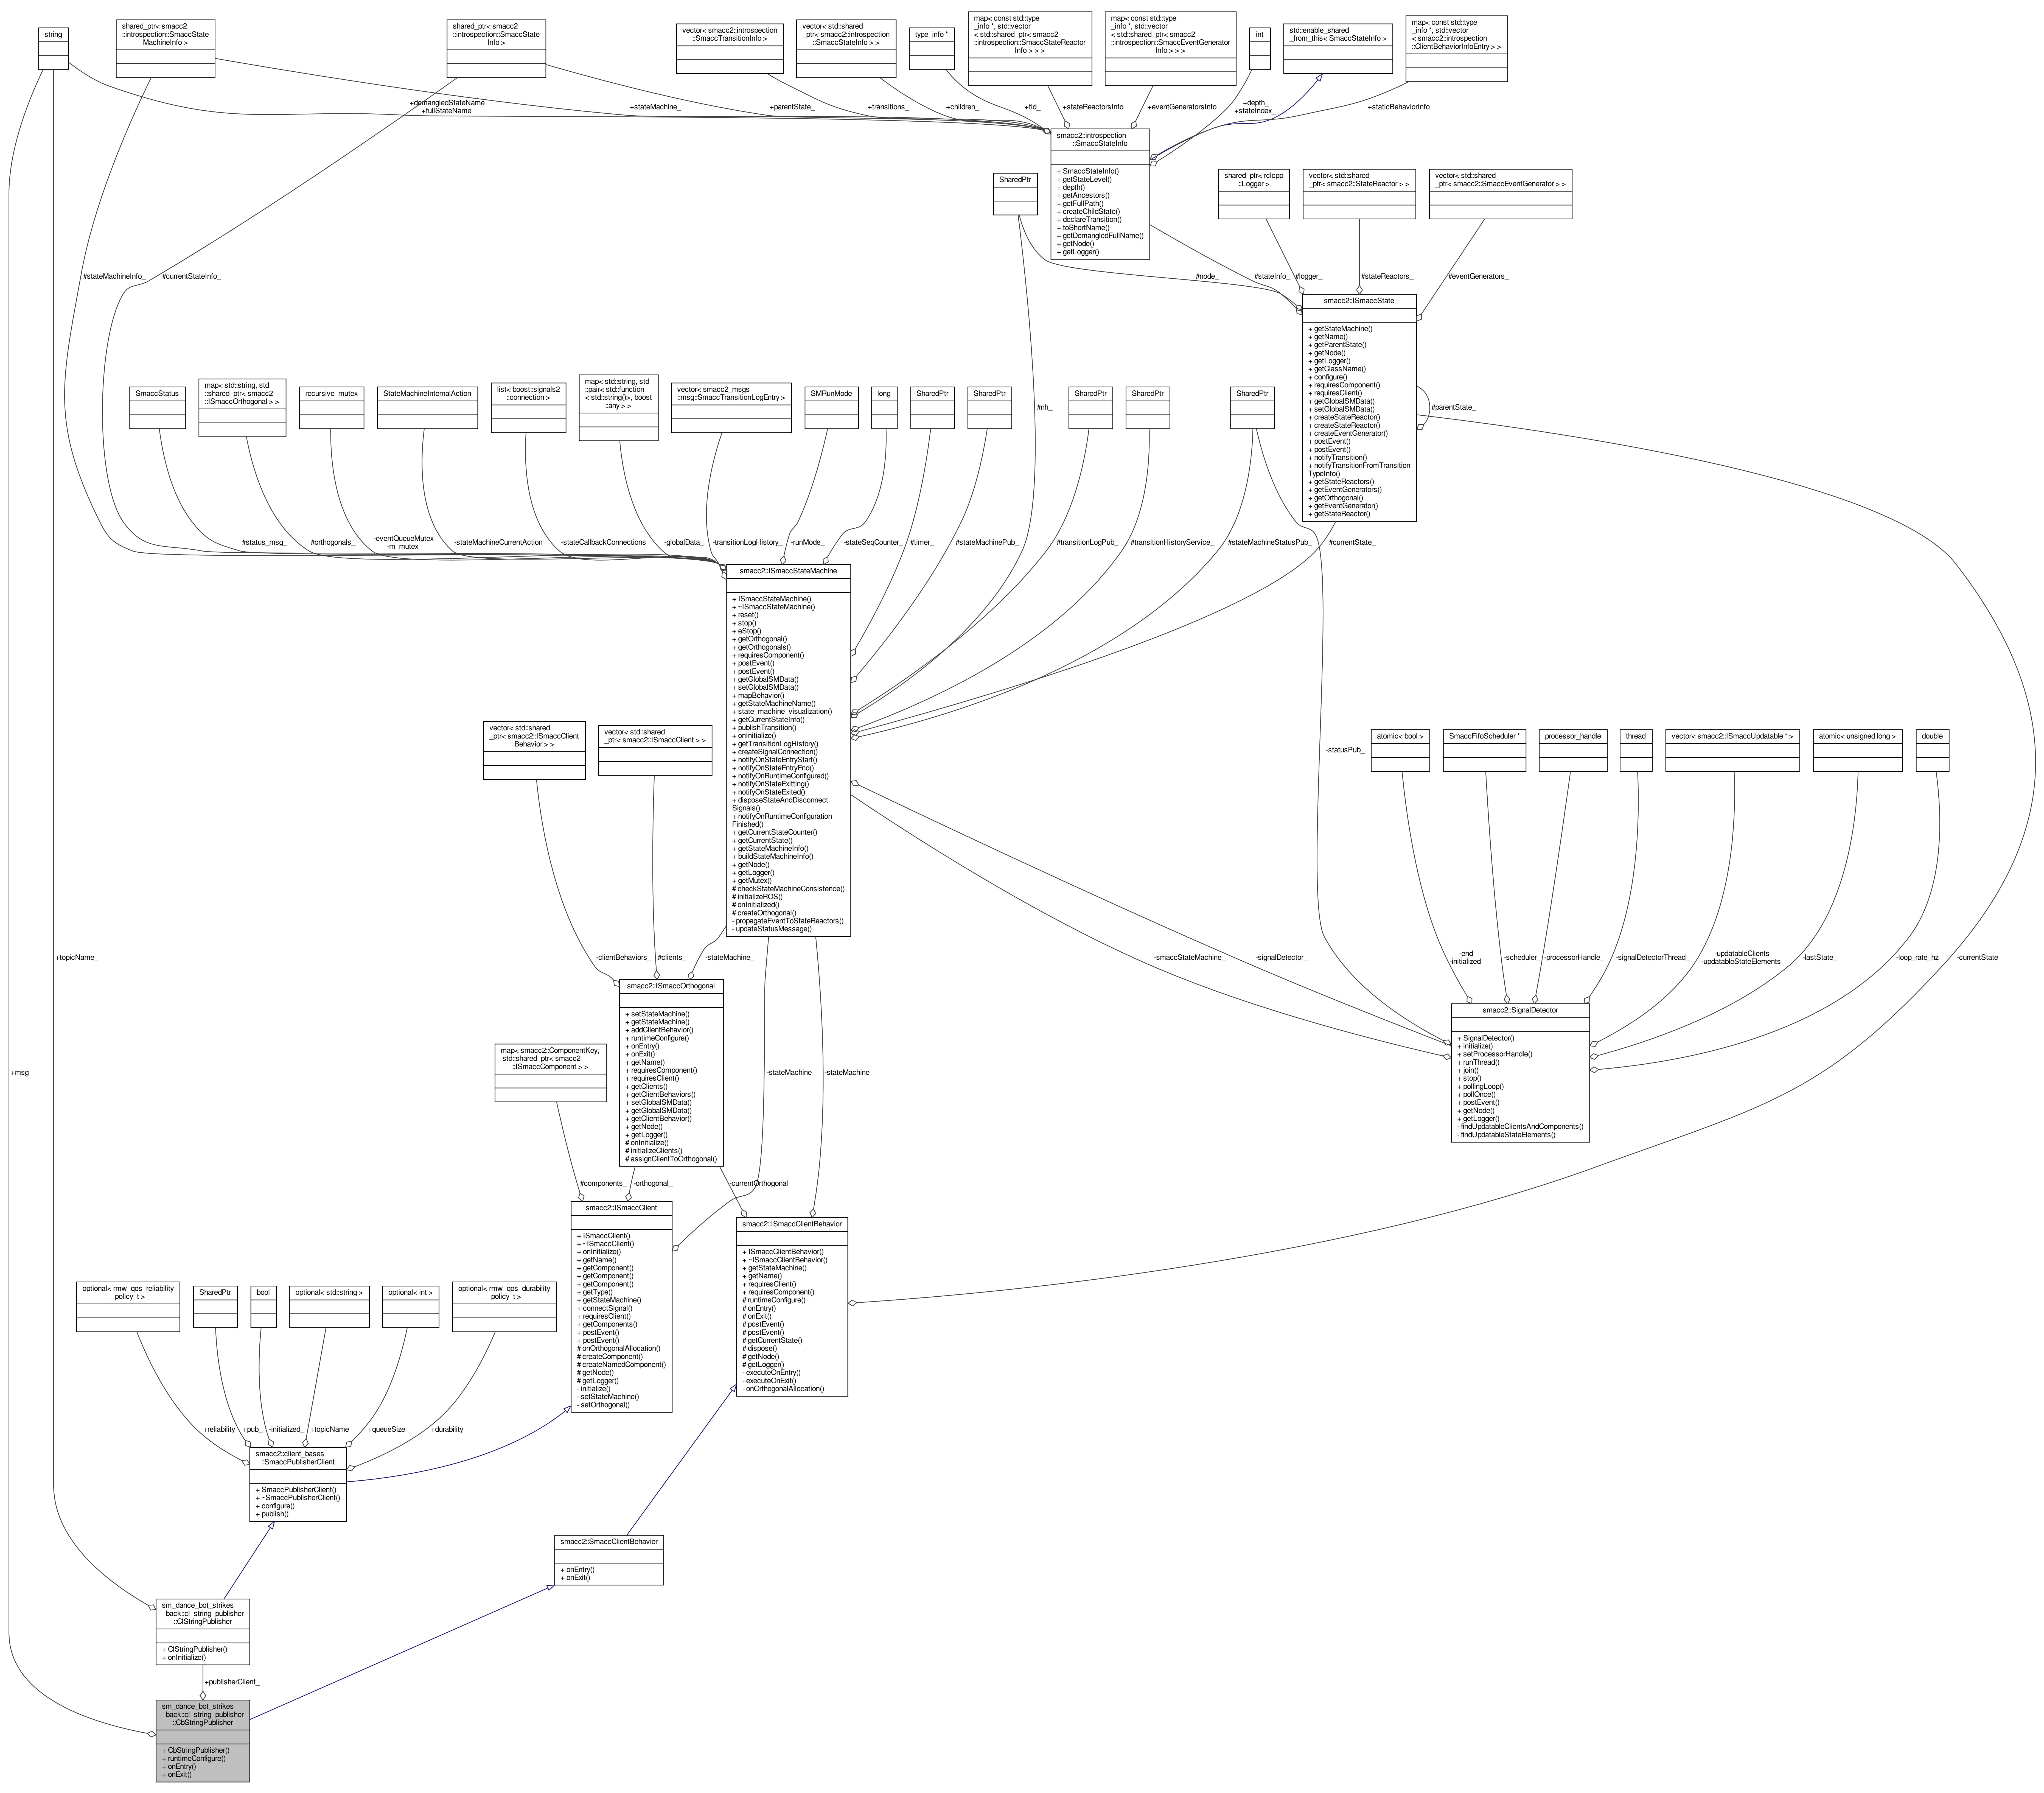 string
shared_ptr< smacc2
::introspection::SmaccState
MachineInfo >
shared_ptr< smacc2
::introspection::SmaccState
Info >
vector< smacc2::introspection
::SmaccTransitionInfo >
vector< std::shared
_ptr< smacc2::introspection
::SmaccStateInfo > >
type_info *
map< const std::type
_info *, std::vector
< std::shared_ptr< smacc2
::introspection::StateReactor
Info > > >
map< const std::type
_info *, std::vector
< std::shared_ptr< smacc2
::introspection::SmaccEventGenerator
Info > > >
int
std::enable_shared
_from_this< SmaccStateInfo >
map< const std::type
_info *, std::vector
< smacc2::introspection
::ClientBehaviorInfoEntry > >
+demangledStateName
+fullStateName
+stateMachine_
+parentState_
+transitions_
+children_
+tid_
+stateReactorsInfo
+eventGeneratorsInfo
+depth_
+stateIndex_
+staticBehaviorInfo
smacc2::introspection
::SmaccStateInfo
+ SmaccStateInfo()
+ getStateLevel()
+ depth()
+ getAncestors()
+ getFullPath()
+ createChildState()
+ declareTransition()
+ toShortName()
+ getDemangledFullName()
+ getNode()
+ getLogger()
SharedPtr
shared_ptr< rclcpp
::Logger >
vector< std::shared
_ptr< smacc2::StateReactor > >
vector< std::shared
_ptr< smacc2::SmaccEventGenerator > >
#stateMachineInfo_
#currentStateInfo_
#node_
#stateInfo_
#logger_
#stateReactors_
#eventGenerators_
smacc2::ISmaccState
+ getStateMachine()
+ getName()
+ getParentState()
+ getNode()
+ getLogger()
+ getClassName()
+ configure()
+ requiresComponent()
+ requiresClient()
+ getGlobalSMData()
+ setGlobalSMData()
+ createStateReactor()
+ createStateReactor()
+ createEventGenerator()
+ postEvent()
+ postEvent()
+ notifyTransition()
+ notifyTransitionFromTransition
TypeInfo()
+ getStateReactors()
+ getEventGenerators()
+ getOrthogonal()
+ getEventGenerator()
+ getStateReactor()
#parentState_
SmaccStatus
map< std::string, std
::shared_ptr< smacc2
::ISmaccOrthogonal > >
recursive_mutex
StateMachineInternalAction
list< boost::signals2
::connection >
map< std::string, std
::pair< std::function
< std::string()>, boost
::any > >
vector< smacc2_msgs
::msg::SmaccTransitionLogEntry >
SMRunMode
long
SharedPtr
SharedPtr
#nh_
SharedPtr
SharedPtr
SharedPtr
#status_msg_
#orthogonals_
-eventQueueMutex_
-m_mutex_
-stateMachineCurrentAction
-stateCallbackConnections
-globalData_
-transitionLogHistory_
-runMode_
-stateSeqCounter_
#timer_
#stateMachinePub_
#transitionLogPub_
#transitionHistoryService_
#stateMachineStatusPub_
#currentState_
smacc2::ISmaccStateMachine
+ ISmaccStateMachine()
+ ~ISmaccStateMachine()
+ reset()
+ stop()
+ eStop()
+ getOrthogonal()
+ getOrthogonals()
+ requiresComponent()
+ postEvent()
+ postEvent()
+ getGlobalSMData()
+ setGlobalSMData()
+ mapBehavior()
+ getStateMachineName()
+ state_machine_visualization()
+ getCurrentStateInfo()
+ publishTransition()
+ onInitialize()
+ getTransitionLogHistory()
+ createSignalConnection()
+ notifyOnStateEntryStart()
+ notifyOnStateEntryEnd()
+ notifyOnRuntimeConfigured()
+ notifyOnStateExitting()
+ notifyOnStateExited()
+ disposeStateAndDisconnect
Signals()
+ notifyOnRuntimeConfiguration
Finished()
+ getCurrentStateCounter()
+ getCurrentState()
+ getStateMachineInfo()
+ buildStateMachineInfo()
+ getNode()
+ getLogger()
+ getMutex()
# checkStateMachineConsistence()
# initializeROS()
# onInitialized()
# createOrthogonal()
- propagateEventToStateReactors()
- updateStatusMessage()
vector< std::shared
_ptr< smacc2::ISmaccClient
Behavior > >
vector< std::shared
_ptr< smacc2::ISmaccClient > >
-statusPub_
atomic< bool >
SmaccFifoScheduler *
processor_handle
thread
vector< smacc2::ISmaccUpdatable * >
atomic< unsigned long >
double
+topicName_
-clientBehaviors_
#clients_
-stateMachine_
-smaccStateMachine_
-signalDetector_
-end_
-initialized_
-scheduler_
-processorHandle_
-signalDetectorThread_
-updatableClients_
-updatableStateElements_
-lastState_
-loop_rate_hz
-currentState
smacc2::ISmaccOrthogonal
+ setStateMachine()
+ getStateMachine()
+ addClientBehavior()
+ runtimeConfigure()
+ onEntry()
+ onExit()
+ getName()
+ requiresComponent()
+ requiresClient()
+ getClients()
+ getClientBehaviors()
+ setGlobalSMData()
+ getGlobalSMData()
+ getClientBehavior()
+ getNode()
+ getLogger()
# onInitialize()
# initializeClients()
# assignClientToOrthogonal()
smacc2::SignalDetector
+ SignalDetector()
+ initialize()
+ setProcessorHandle()
+ runThread()
+ join()
+ stop()
+ pollingLoop()
+ pollOnce()
+ postEvent()
+ getNode()
+ getLogger()
- findUpdatableClientsAndComponents()
- findUpdatableStateElements()
map< smacc2::ComponentKey,
std::shared_ptr< smacc2
::ISmaccComponent > >
+msg_
-stateMachine_
-stateMachine_
#components_
-orthogonal_
-currentOrthogonal
smacc2::ISmaccClient
+ ISmaccClient()
+ ~ISmaccClient()
+ onInitialize()
+ getName()
+ getComponent()
+ getComponent()
+ getComponent()
+ getType()
+ getStateMachine()
+ connectSignal()
+ requiresClient()
+ getComponents()
+ postEvent()
+ postEvent()
# onOrthogonalAllocation()
# createComponent()
# createNamedComponent()
# getNode()
# getLogger()
- initialize()
- setStateMachine()
- setOrthogonal()
smacc2::ISmaccClientBehavior
+ ISmaccClientBehavior()
+ ~ISmaccClientBehavior()
+ getStateMachine()
+ getName()
+ requiresClient()
+ requiresComponent()
# runtimeConfigure()
# onEntry()
# onExit()
# postEvent()
# postEvent()
# getCurrentState()
# dispose()
# getNode()
# getLogger()
- executeOnEntry()
- executeOnExit()
- onOrthogonalAllocation()
optional< rmw_qos_reliability
_policy_t >
SharedPtr
bool
optional< std::string >
optional< int >
optional< rmw_qos_durability
_policy_t >
+reliability
+pub_
-initialized_
+topicName
+queueSize
+durability
smacc2::client_bases
::SmaccPublisherClient
+ SmaccPublisherClient()
+ ~SmaccPublisherClient()
+ configure()
+ publish()
smacc2::SmaccClientBehavior
+ onEntry()
+ onExit()
sm_dance_bot_strikes
_back::cl_string_publisher
::ClStringPublisher
+ ClStringPublisher()
+ onInitialize()
+publisherClient_
sm_dance_bot_strikes
_back::cl_string_publisher
::CbStringPublisher
+ CbStringPublisher()
+ runtimeConfigure()
+ onEntry()
+ onExit()